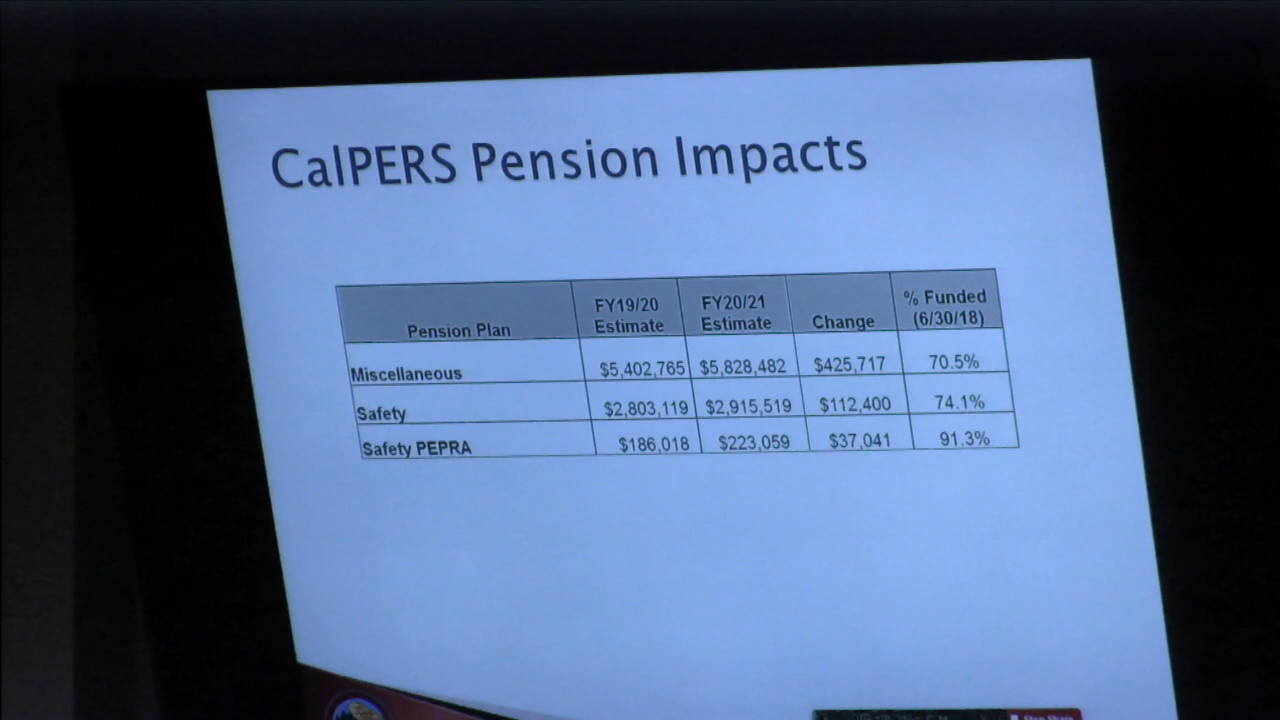 CalPERS Pension Impacts
Pension Plan FY19/20 Estimate FY20/21 Estimate Change % Funded (6/30/18)
Miscellaneous $5,402,765 $5,828,482 $425,717 70.5%
Safety $2,803,119 $2,915,519 $112,400 74.1%
Safety PEPRA $186,018 $223,059 $37,041 91.3%